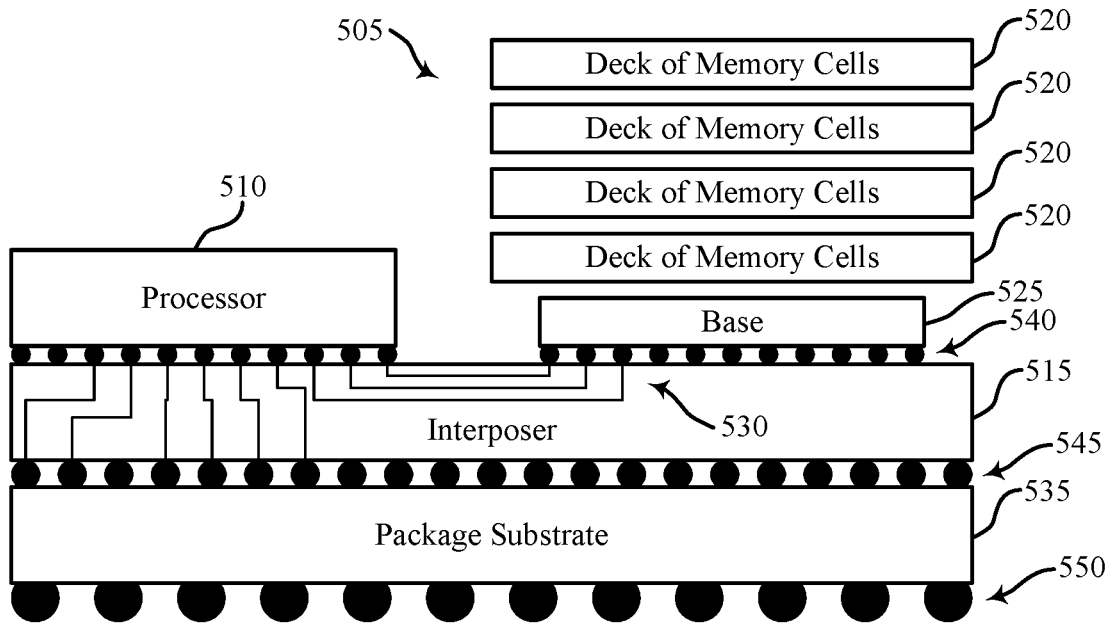 520
505
Deck of Memory Cells
520
Deck of Memory Cells
520
510
Deck of Memory Cells
520
Deck of Memory Cells
Processor
525
Base
540
515
530
Interposer
545
535
Package Substrate
550